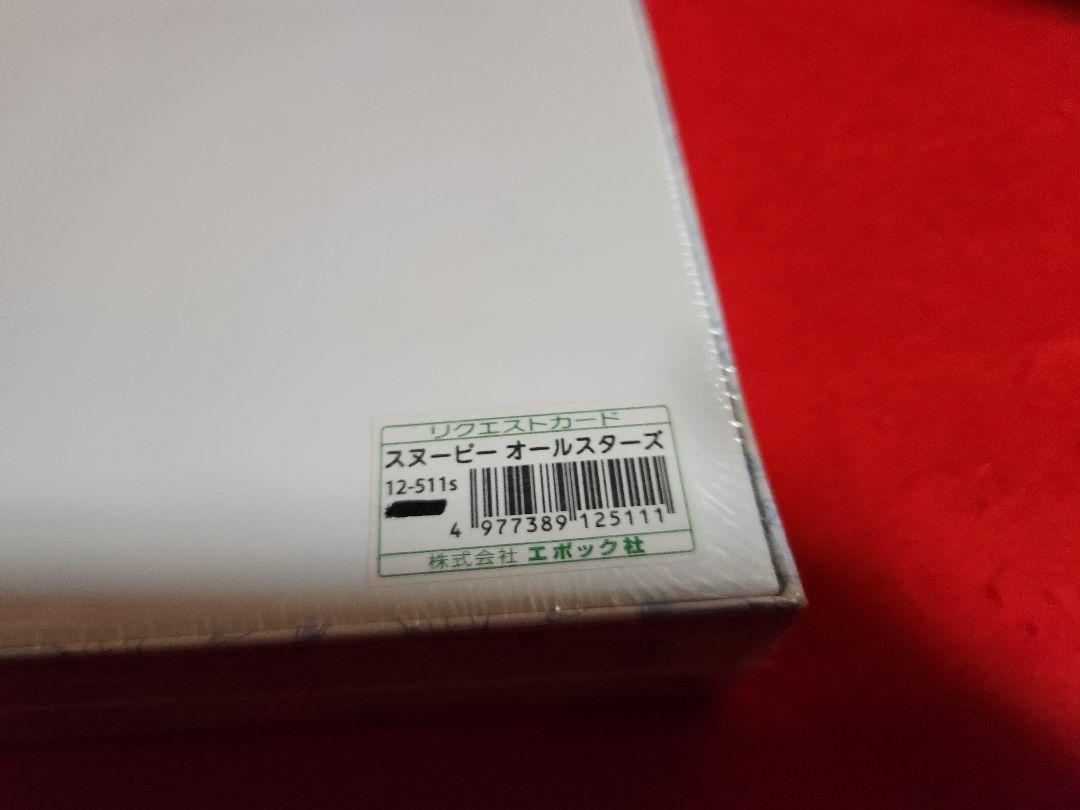 リクエストカード
スヌーピー オールスターズ
12-511s
4 977389 125111
株式会社 エポック社